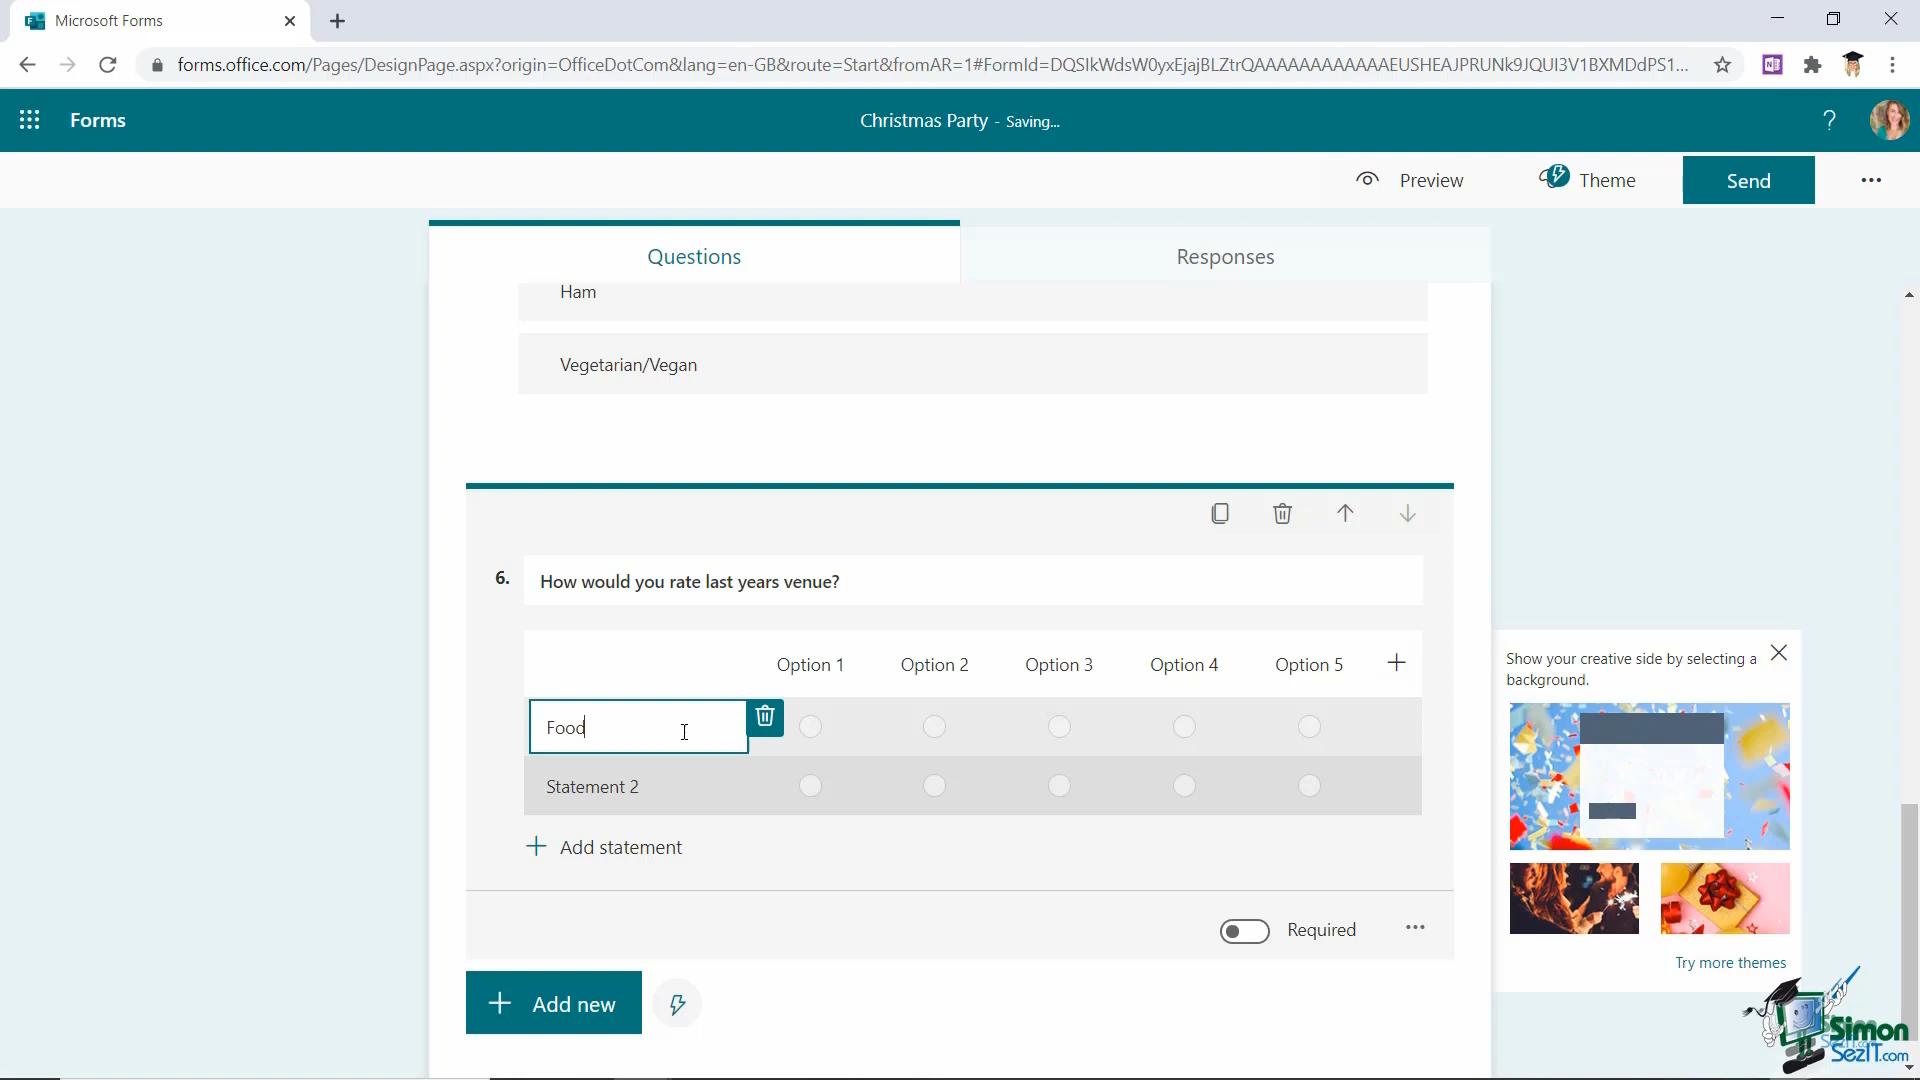 Microsoft Forms
forms.office.com/Pages/DesignPage.aspx?origin=OfficeDotCom&lang=en-GB&route=Start&fromAR=1#FormId=DQSIkWdsW0yxEjajBLZtrQAAAAAAAAAAAAEUSHEAJPRUNk9JQUI3V1BXMDdPS1...
Forms
Christmas Party - Saving...
?
Preview
Theme
Send
Questions
Responses
Ham
Vegetarian/Vegan
6. How would you rate last years venue?
Option 1 Option 2 Option 3 Option 4 Option 5
Food
Statement 2
Add statement
Required
Add new
Show your creative side by selecting a
background.
Try more themes
Simon
SezIT.com